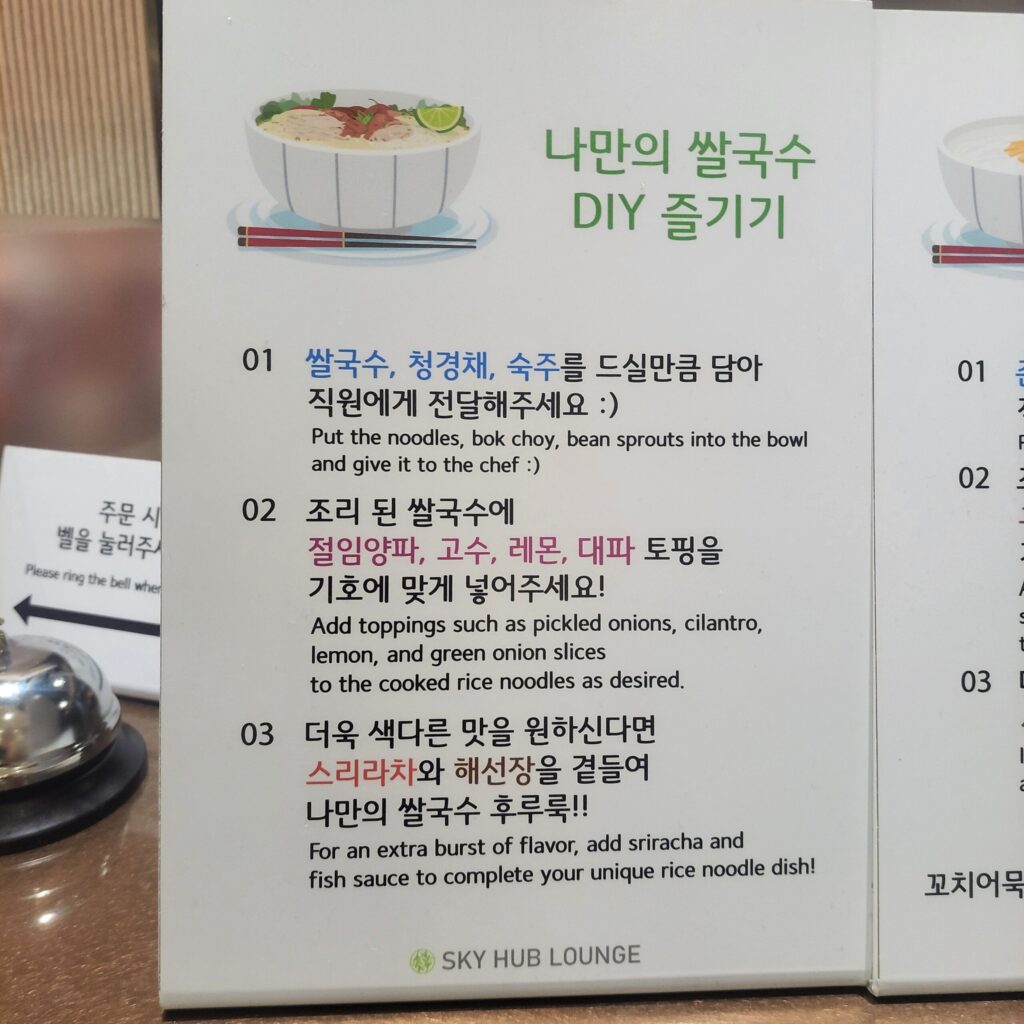 나만의 쌀국수
DIY 즐기기
01 쌀국수, 청경채, 숙주를 드실만큼 담아
직원에게 전달해주세요 :)
Put the noodles, bok choy, bean sprouts into the bowl
and give it to the chef :)
02 조리 된 쌀국수에
절임양파, 고수, 레몬, 대파 토핑을
기호에 맞게 넣어주세요!
Add toppings such as pickled onions, cilantro,
lemon, and green onion slices
to the cooked rice noodles as desired.
03 더욱 색다른 맛을 원하신다면
스리라차와 해선장을 곁들여
나만의 쌀국수 후루룩!!
For an extra burst of flavor, add sriracha and
fish sauce to complete your unique rice noodle dish!
SKY HUB LOUNGE
주문 시
벨을 눌러주
Please ring the bell when
01
02
03
꼬치어묵